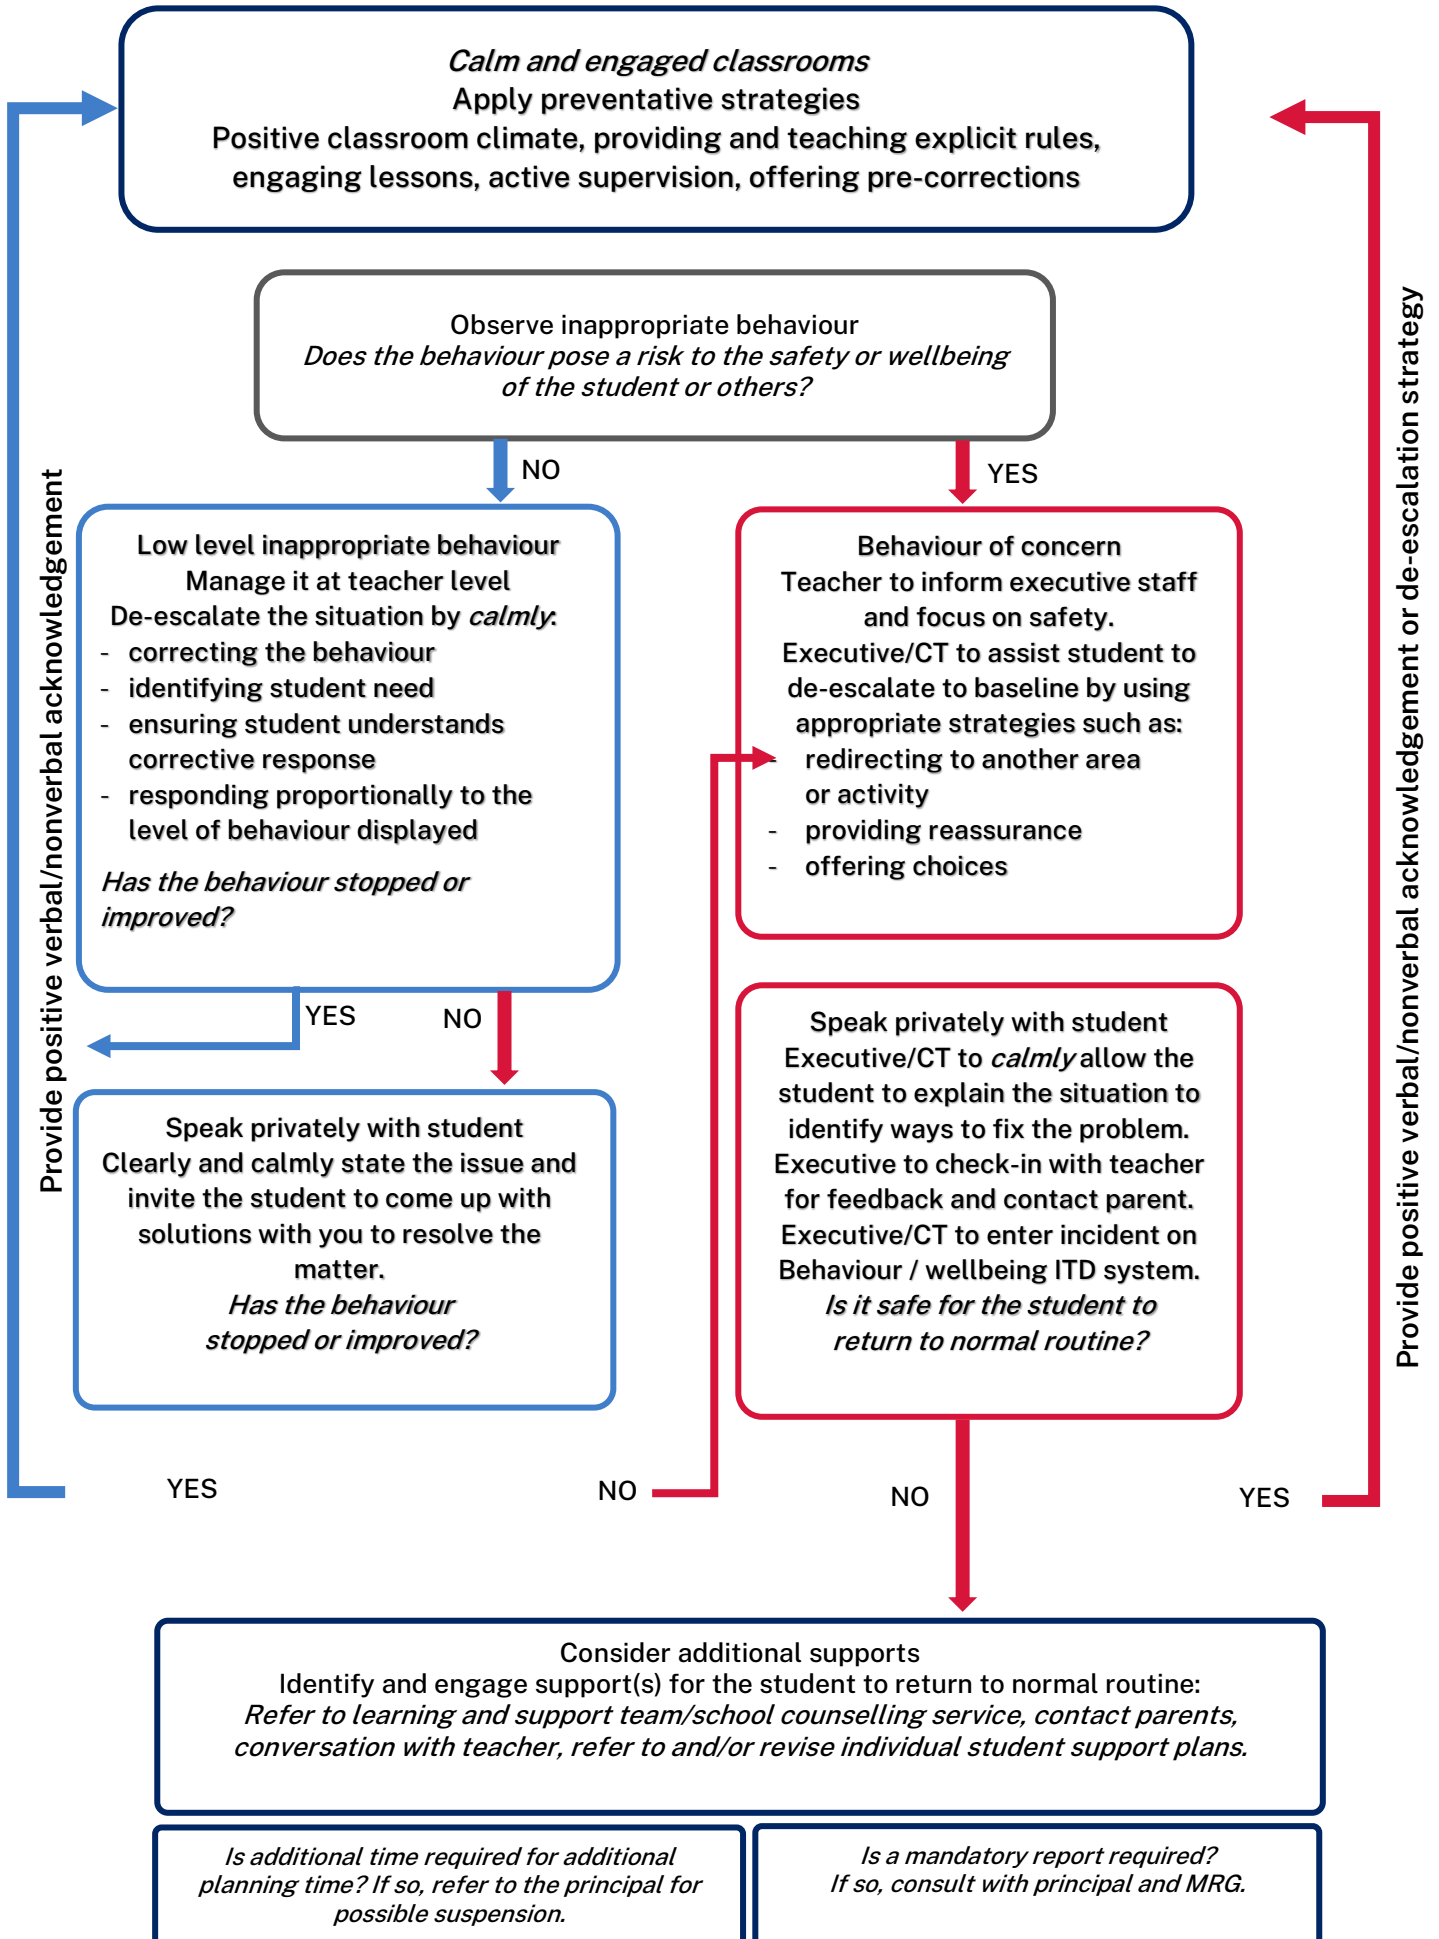 Calm and engaged classrooms
Apply preventative strategies
Positive classroom climate, providing and teaching explicit rules,
engaging lessons, active supervision, offering pre-corrections
Observe inappropriate behaviour
Does the behaviour pose a risk to the safety or wellbeing
of the student or others?
NO
YES
Low level inappropriate behaviour
Manage it at teacher level
De-escalate the situation by calmly:
- correcting the behaviour
- identifying student need
- ensuring student understands
corrective response
- responding proportionally to the
level of behaviour displayed
Has the behaviour stopped or
improved?
Behaviour of concern
Teacher to inform executive staff
and focus on safety.
Executive/CT to assist student to
de-escalate to baseline by using
appropriate strategies such as:
- redirecting to another area
or activity
- providing reassurance
- offering choices
YES
NO
Speak privately with student
Clearly and calmly state the issue and
invite the student to come up with
solutions with you to resolve the
matter.
Has the behaviour
stopped or improved?
Speak privately with student
Executive/CT to calmly allow the
student to explain the situation to
identify ways to fix the problem.
Executive to check-in with teacher
for feedback and contact parent.
Executive/CT to enter incident on
Behaviour / wellbeing ITD system.
Is it safe for the student to
return to normal routine?
YES
NO
NO
YES
Provide positive verbal/nonverbal acknowledgement
Provide positive verbal/nonverbal acknowledgement or de-escalation strategy
Consider additional supports
Identify and engage support(s) for the student to return to normal routine:
Refer to learning and support team/school counselling service, contact parents,
conversation with teacher, refer to and/or revise individual student support plans.
Is additional time required for additional
planning time? If so, refer to the principal for
possible suspension.
Is a mandatory report required?
If so, consult with principal and MRG.